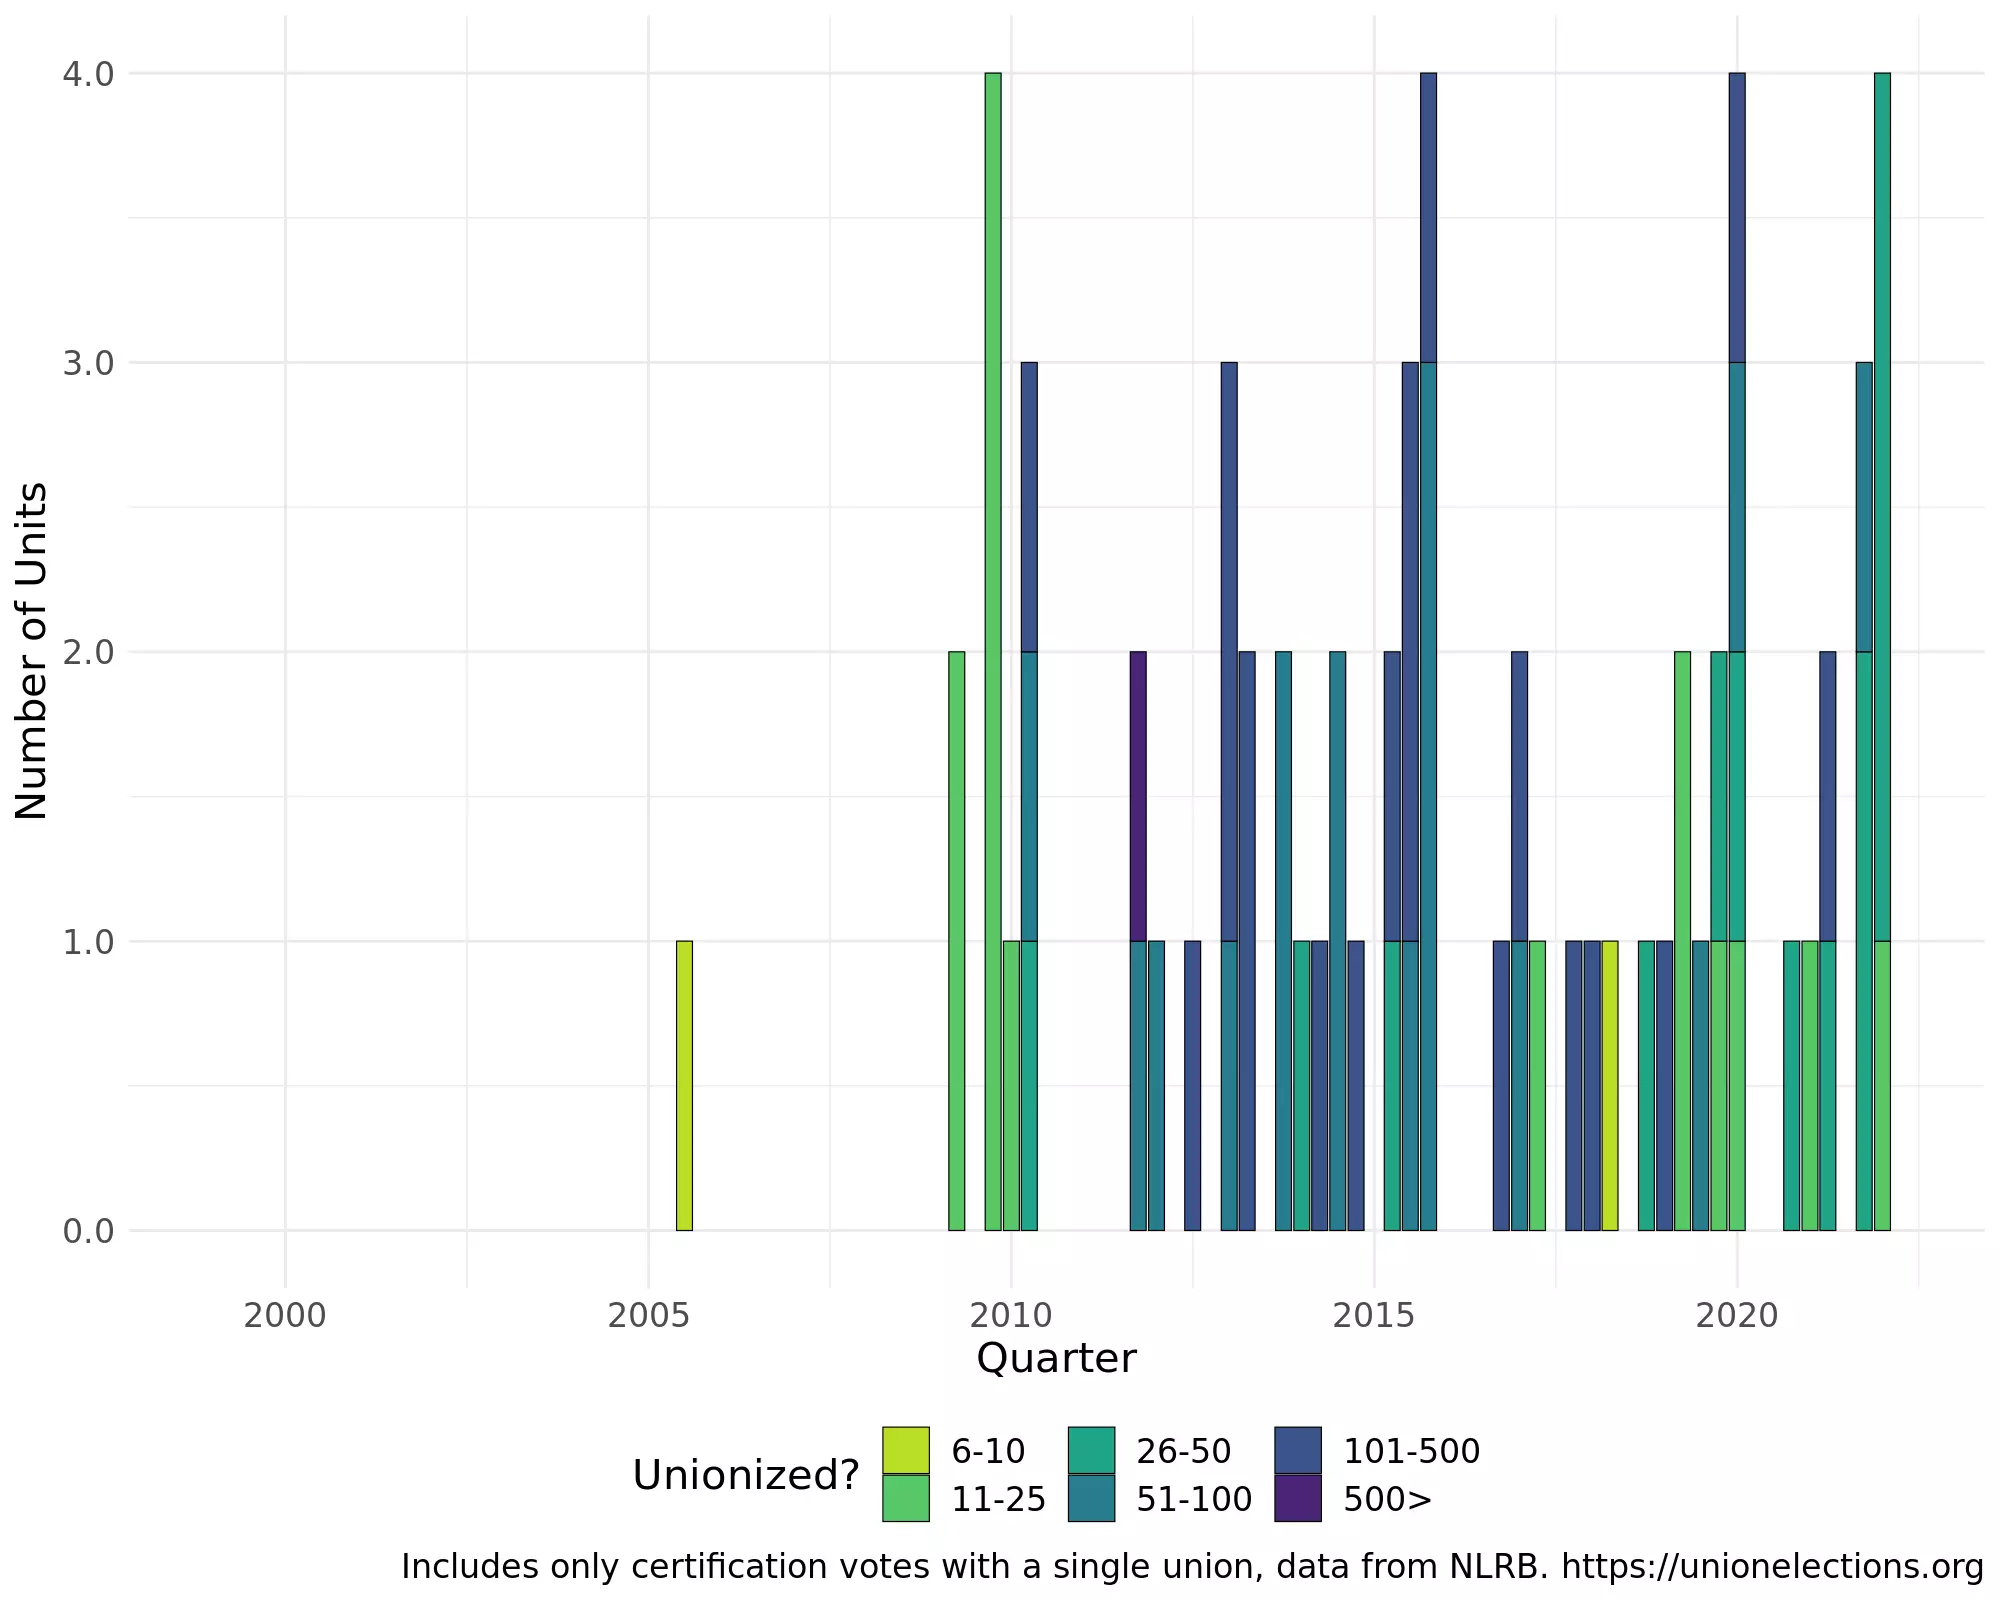 4.0
3.0
2.0
1.0
0.0
Number of Units
2000 2005 2010 2015 2020
Quarter
Unionized?
6-10 26-50 101-500
11-25 51-100 500>
Includes only certification votes with a single union, data from NLRB. https://unionelections.org